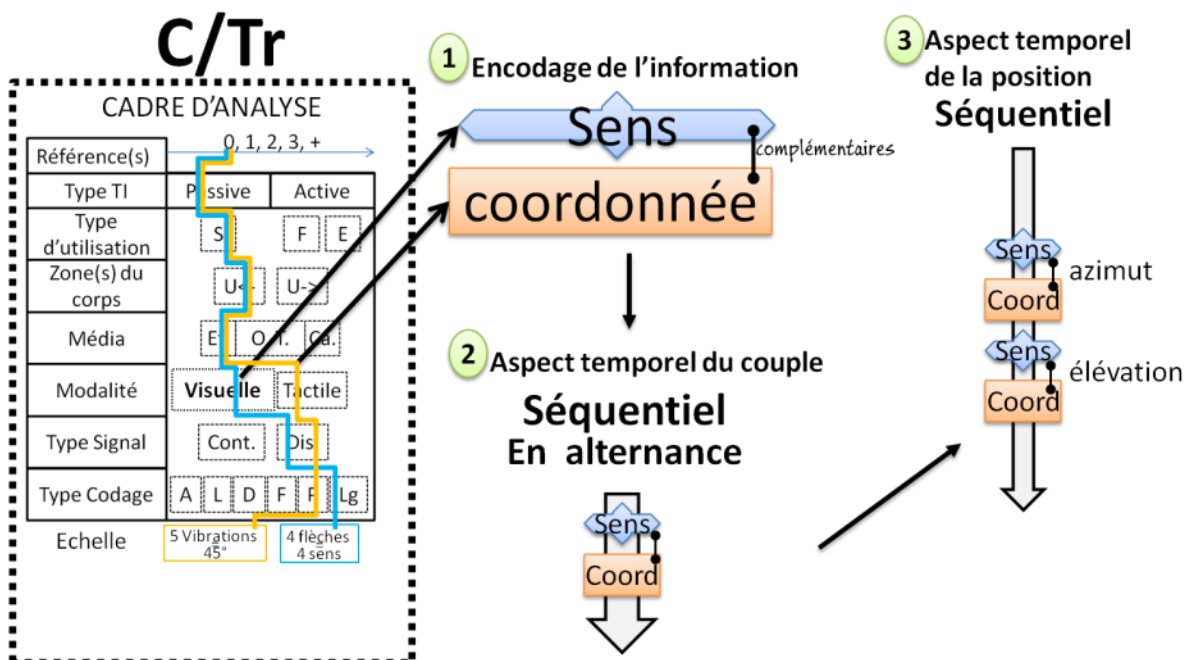 C/Tr
CADRE D'ANALYSE
Référence(s)
0, 1, 2, 3, +
Type TI
Passive
Active
Type
d'utilisation
S
F
E
Zone(s) du
corps
U<-
U->
Média
O.T.
Ca.
Modalité
Visuelle
Tactile
Type Signal
Cont.
Dis
Type Codage
A
L
D
F
Lg
Echelle
5 Vibrations
=
45°
4 flèches
=
4 sens
1
Encodage de l'information
Sens
complémentaires
coordonnée
2
Aspect temporel du couple
Séquentiel
En alternance
Sens
Coord
3
Aspect temporel
de la position
Séquentiel
Sens
azimut
Coord
Sens
élévation
Coord